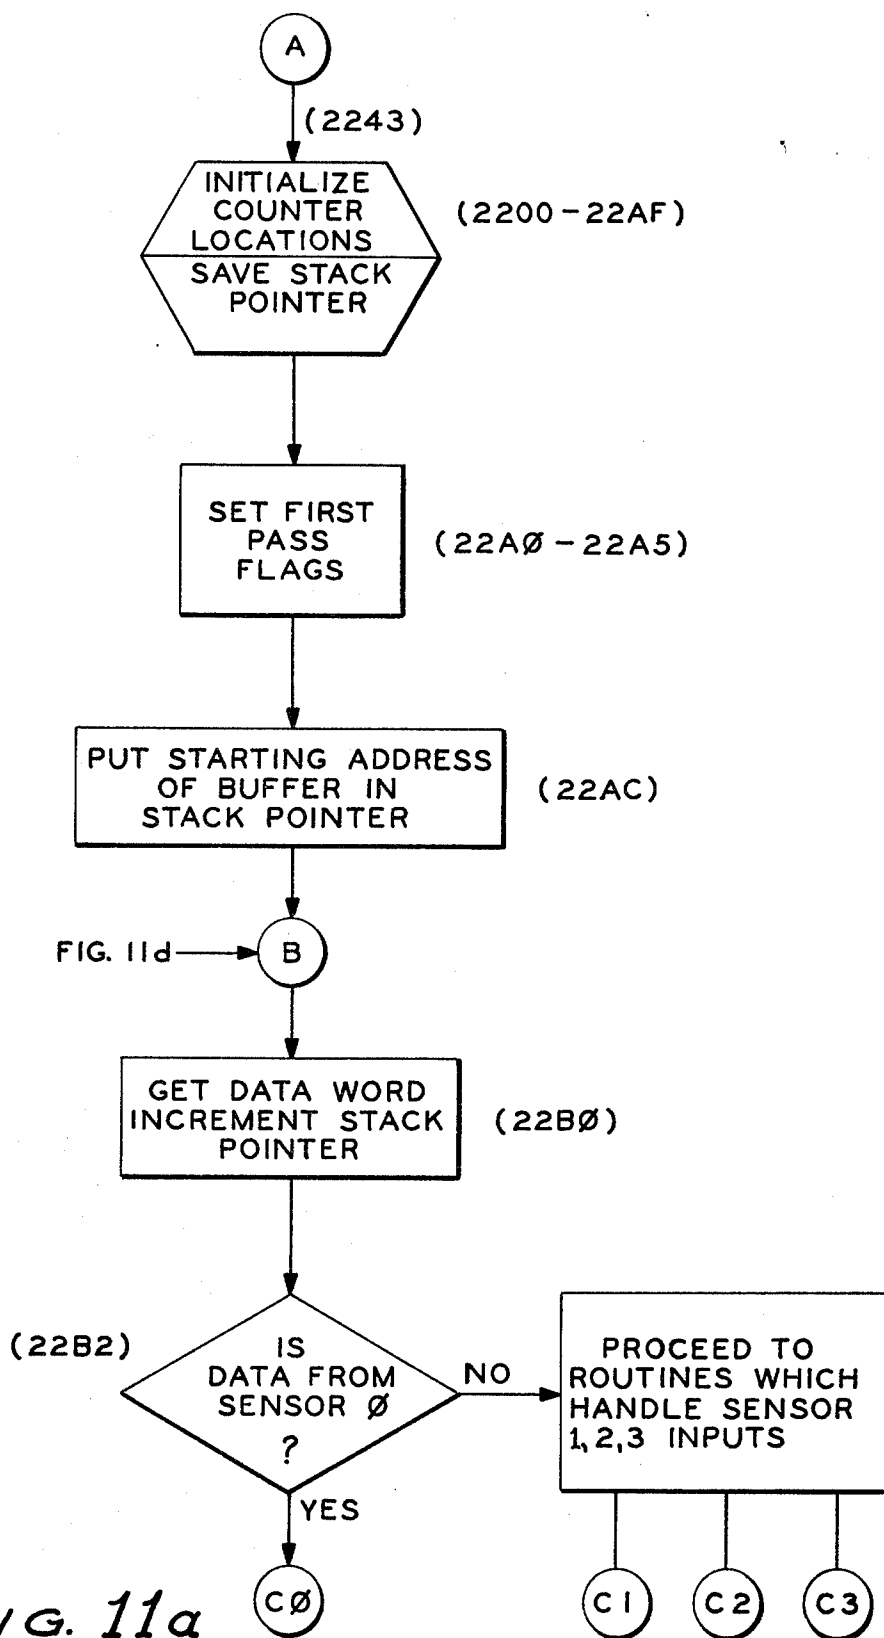 A
(2243)
INITIALIZE
COUNTER
LOCATIONS
(2200-22AF)
SAVE STACK
POINTER
SET FIRST
PASS
FLAGS
(22AØ-22A5)
PUT STARTING ADDRESS
OF BUFFER IN
STACK POINTER
(22AC)
FIG. 11d
B
GET DATA WORD
INCREMENT STACK
POINTER
(22BØ)
(22B2)
IS
DATA FROM
SENSOR Ø
?
NO
PROCEED TO
ROUTINES WHICH
HANDLE SENSOR
1,2,3 INPUTS
YES
CØ
C1
C2
C3
G. 11a